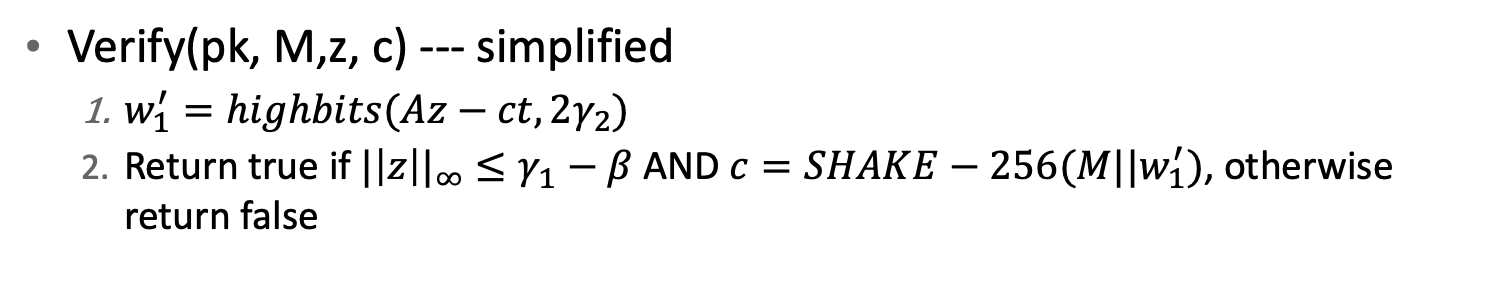 • Verify(pk, M,z, c) --- simplified
1. w₁′ = highbits(Az − ct, 2γ₂)
2. Return true if ||z||∞ ≤ γ₁ − β AND c = SHAKE − 256(M||w₁′), otherwise
return false